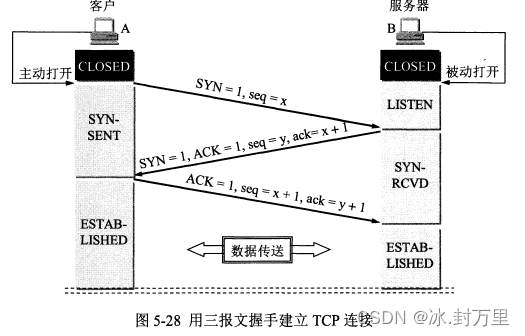 客户
服务器
A
B
主动打开
CLOSED
CLOSED
被动打开
SYN = 1, seq = x
LISTEN
SYN-
SENT
SYN = 1, ACK = 1, seq = y, ack= x + 1
SYN-
RCVD
ACK = 1, seq = x + 1, ack = y + 1
ESTAB-
LISHED
数据传送
ESTAB-
LISHED
图 5-28 用三报文握手建立 TCP 连接
CSDN @冰.封万里